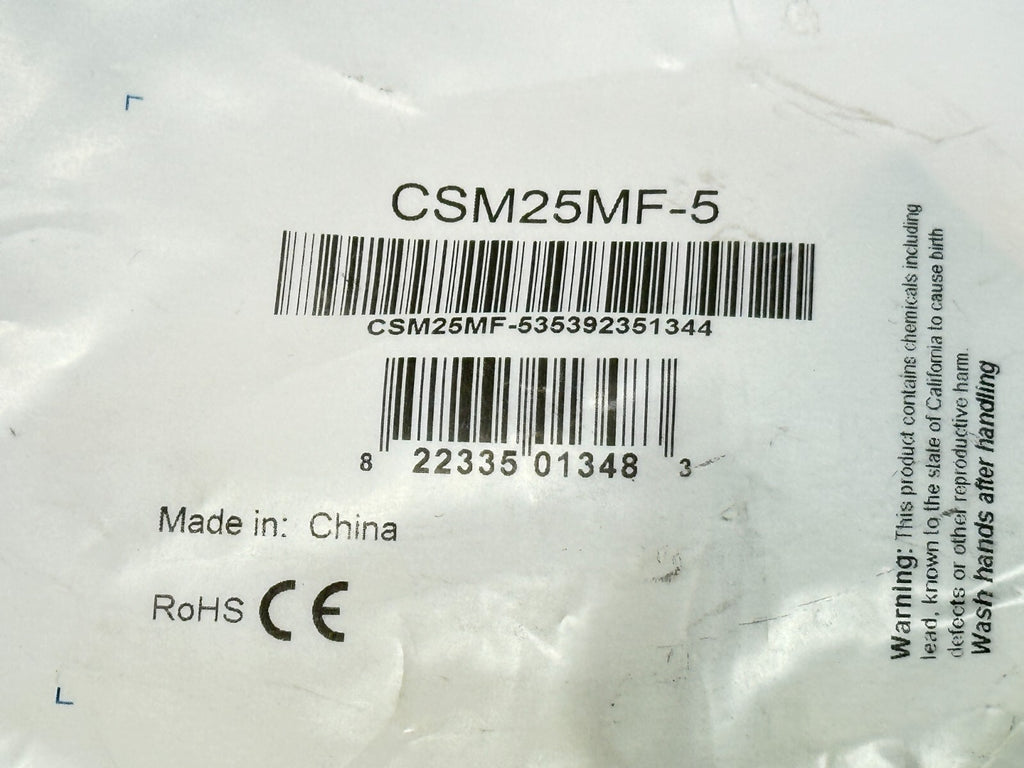 CSM25MF-5
CSM25MF-535392351344
8 22335 01348 3
Made in: China
RoHS CE
Warning: This product contains chemicals including
lead, known to the state of California to cause birth
defects or other reproductive harm.
Wash hands after handling